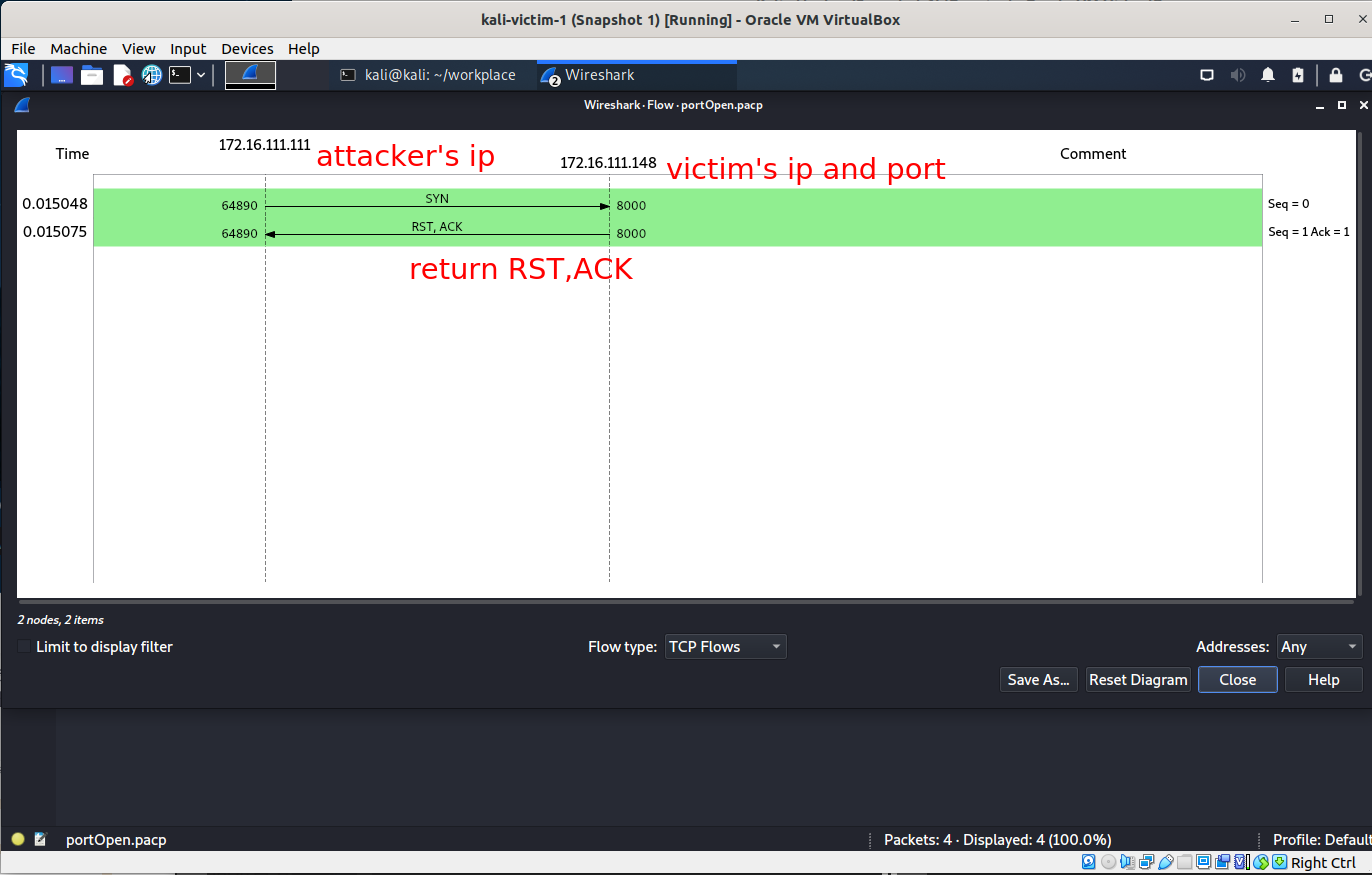 kali-victim-1 (Snapshot 1) [Running] - Oracle VM VirtualBox
File Machine View Input Devices Help
kali@kali: ~/workplace
2 Wireshark
Wireshark · Flow · portOpen.pacp
Time 172.16.111.111 attacker's ip 172.16.111.148 victim's ip and port Comment
0.015048 64890 SYN 8000 Seq = 0
0.015075 64890 RST, ACK 8000 Seq = 1 Ack = 1
return RST,ACK
2 nodes, 2 items
Limit to display filter Flow type: TCP Flows Addresses: Any
Save As... Reset Diagram Close Help
portOpen.pacp Packets: 4 · Displayed: 4 (100.0%) Profile: Default
Right Ctrl